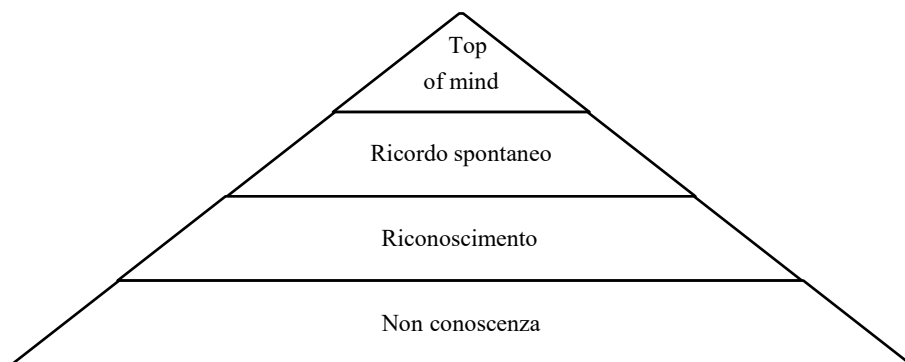 Top
of mind
Ricordo spontaneo
Riconoscimento
Non conoscenza